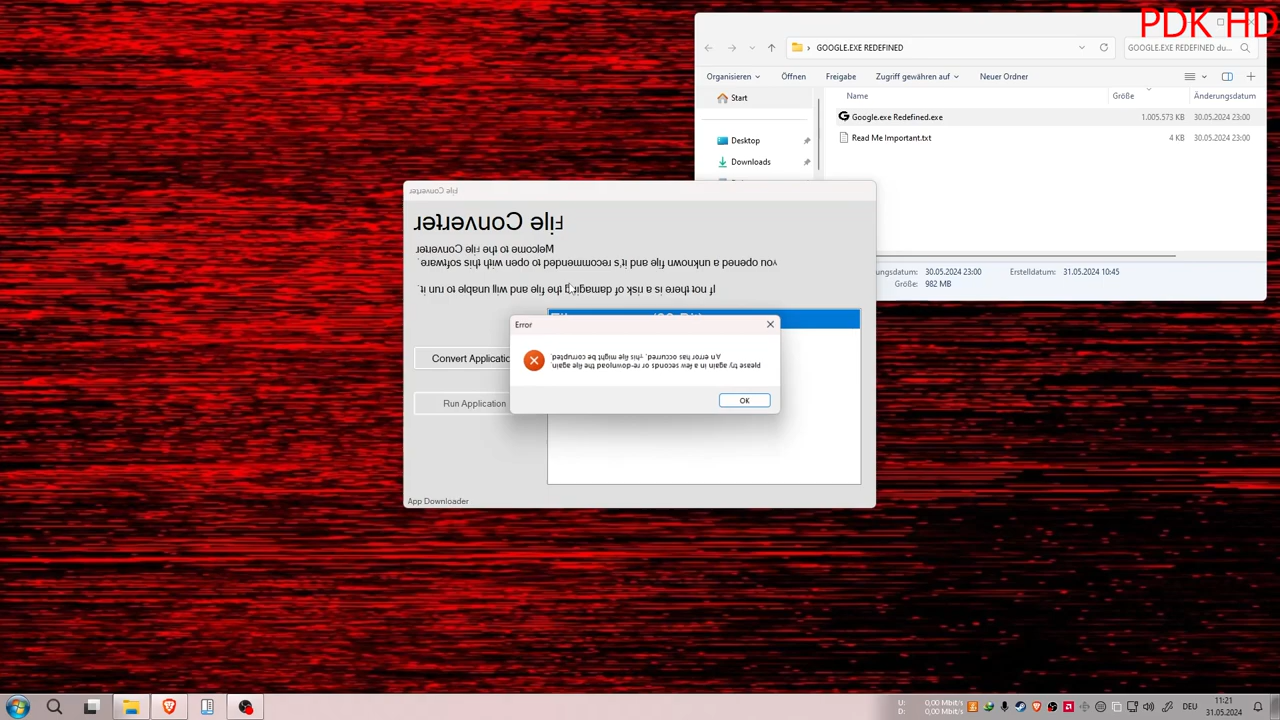 PDK HD
GOOGLE.EXE REDEFINED
GOOGLE.EXE REDEFINED du...
Organisieren
Öffnen
Freigabe
Zugriff gewähren auf
Neuer Ordner
Start
Name
Größe
Änderungsdatum
Google.exe Redefined.exe
1.005.573 KB
30.05.2024 23:00
Desktop
Read Me Important.txt
4 KB
30.05.2024 23:00
Downloads
ungsdatum: 30.05.2024 23:00
Erstelldatum: 31.05.2024 10:45
Größe: 982 MB
File Converter
File Converter
Welcome to the File Converter
you opened a unknown file and it's recommended to open with this software.
If not there is a risk of damaging the file and will unable to run it.
Convert Applicatio
Run Application
App Downloader
Error
An error has occurred, This file might be corrupted,
please try again in a few seconds or re-download the file again.
OK
U: 0,00 Mbit/s
D: 0,00 Mbit/s
DEU
11:21
31.05.2024